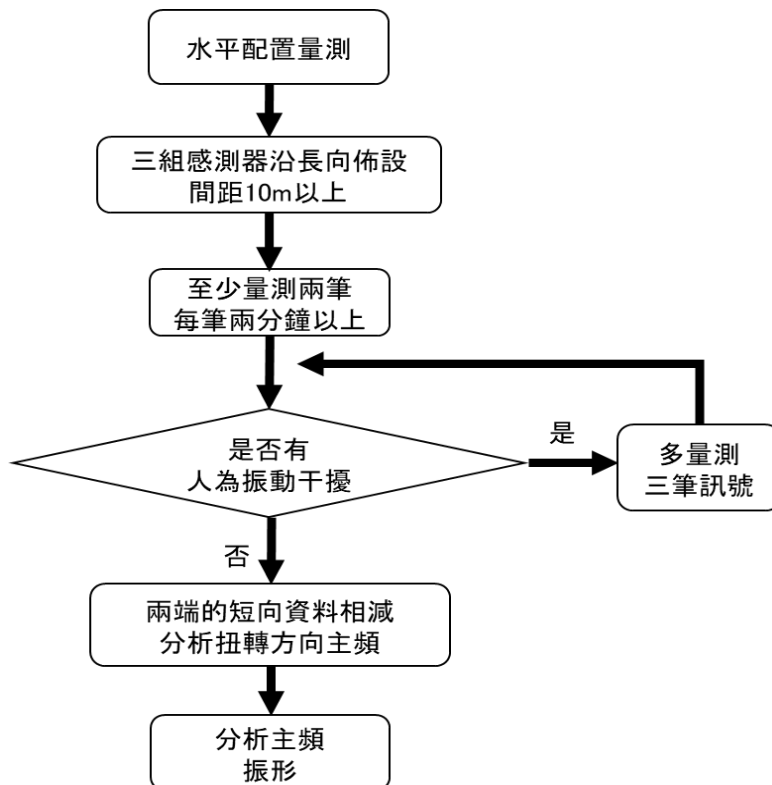 水平配置量測
三組感測器沿長向佈設
間距10m以上
至少量測兩筆
每筆兩分鐘以上
是否有
人為振動干擾
是
多量測
三筆訊號
否
兩端的短向資料相減
分析扭轉方向主頻
分析主頻
振形